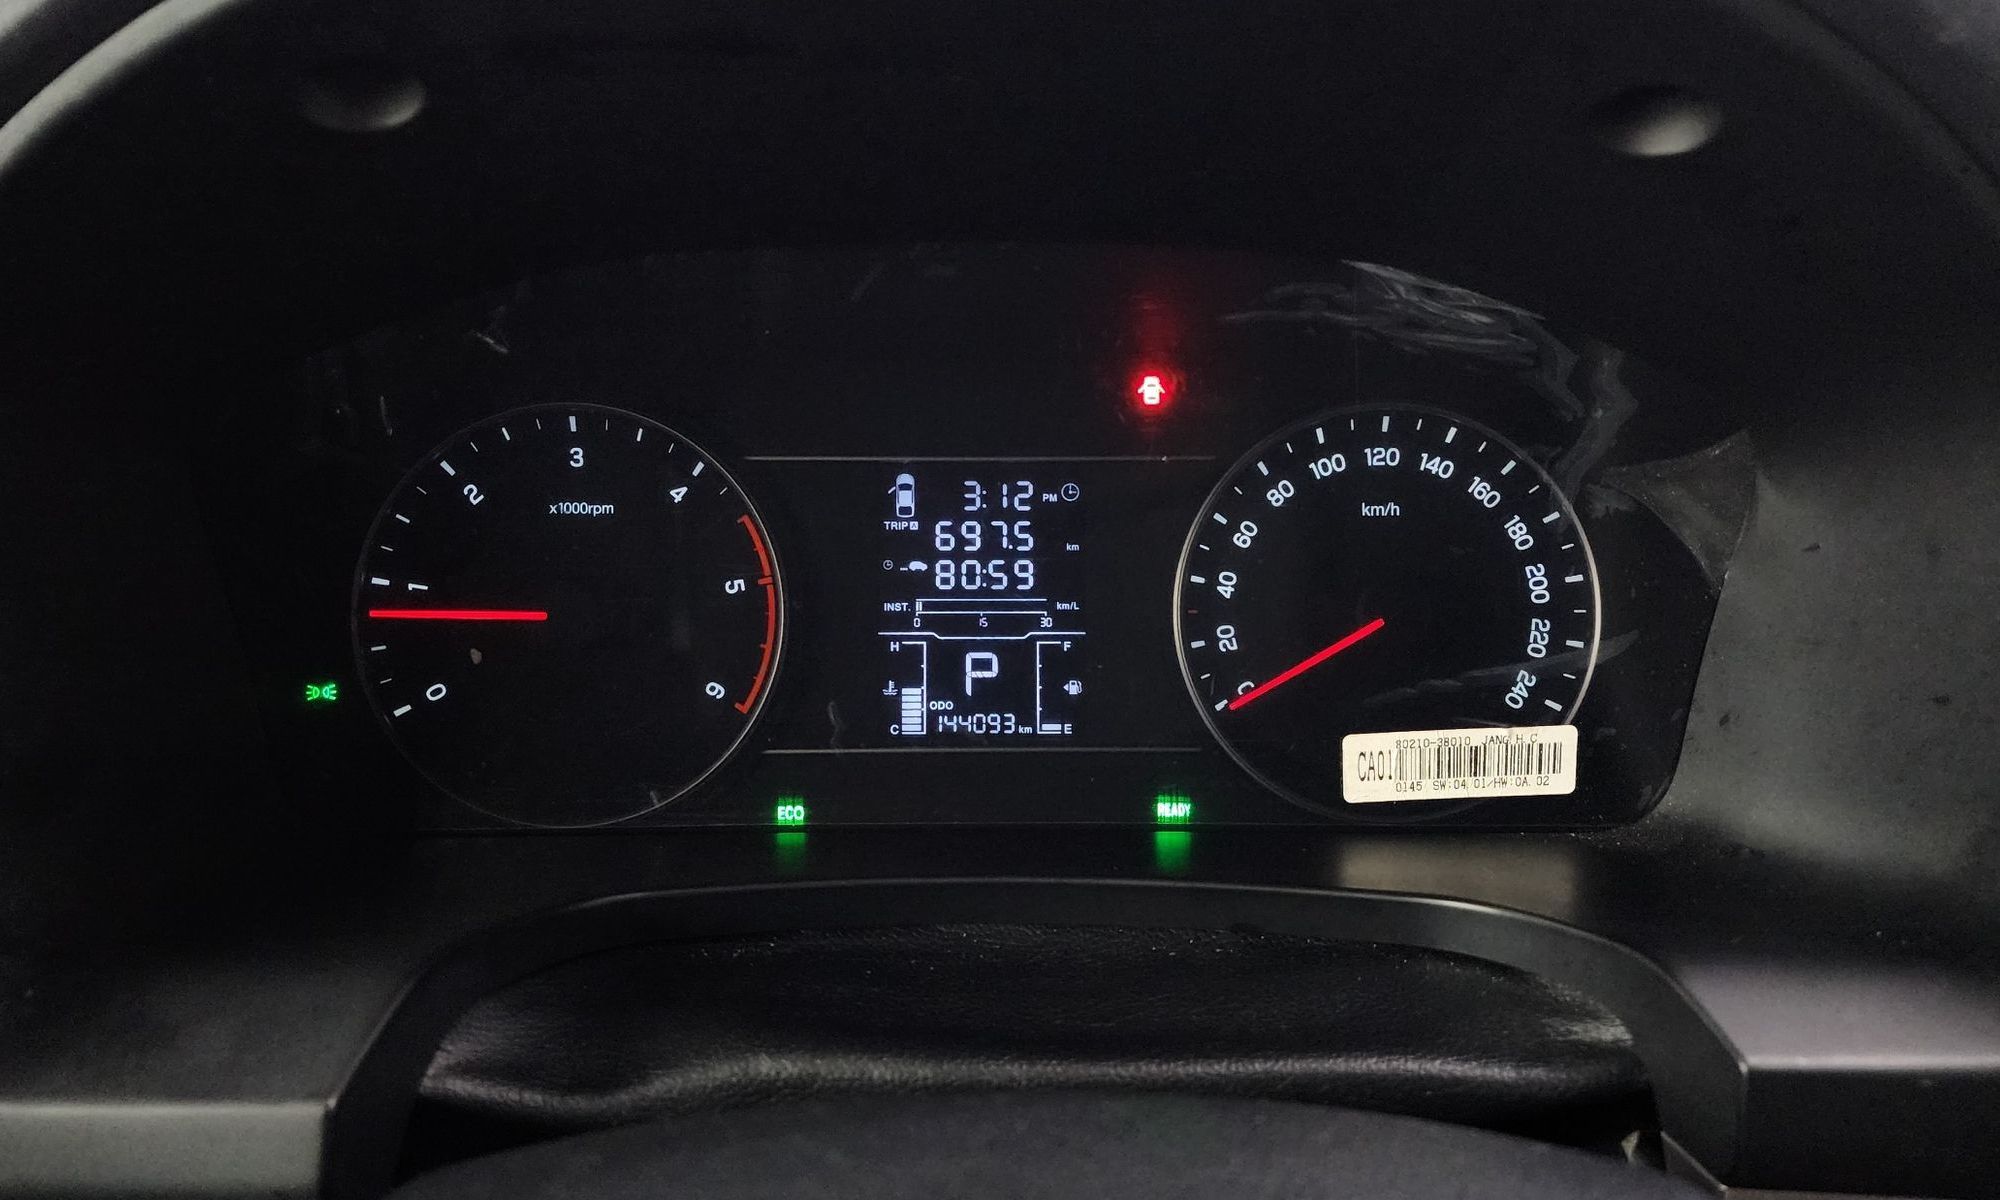 0
1
2
3
4
5
6
x1000rpm
3:12 PM
TRIP A
697.5 km
80:59
INST. km/L
0 15 30
H F
P
ODO
144093 km
C E
ECO
READY
20
40
60
80
100
120
140
160
180
200
220
240
km/h
80210-38010 JANG H C
CA01
0145 SW:04.01/HW:0A.02